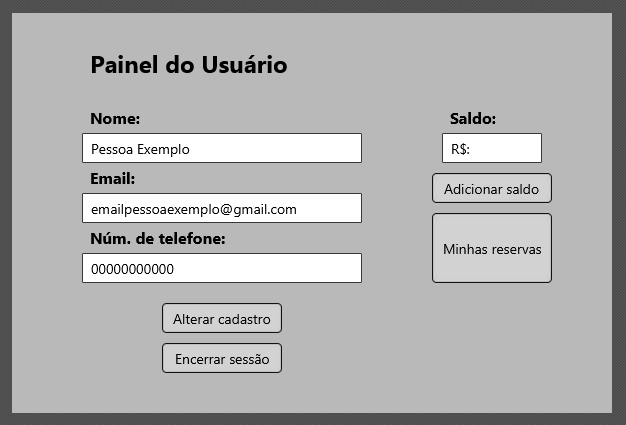 Painel do Usuário
Nome:
Pessoa Exemplo
Email:
emailpessoaexemplo@gmail.com
Núm. de telefone:
00000000000
Alterar cadastro
Encerrar sessão
Saldo:
R$:
Adicionar saldo
Minhas reservas